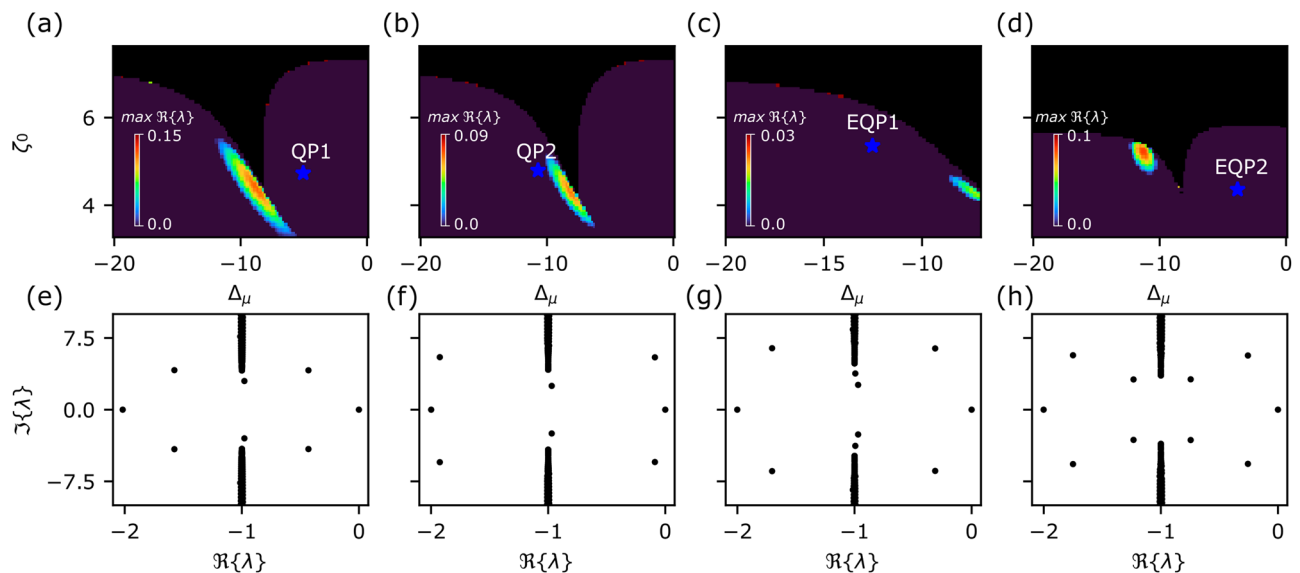 (a) (b) (c) (d)
6
4
ζ₀
max ℜ{λ} max ℜ{λ} max ℜ{λ} max ℜ{λ}
0.15 0.09 0.03 0.1
QP1 QP2 EQP1 EQP2
0.0 0.0 0.0 0.0
−20 −10 0 −20 −10 0 −20 −15 −10 −20 −10 0
Δμ Δμ Δμ Δμ
(e) (f) (g) (h)
7.5
0.0
−7.5
ℑ{λ}
−2 −1 0 −2 −1 0 −2 −1 0 −2 −1 0
ℜ{λ} ℜ{λ} ℜ{λ} ℜ{λ}